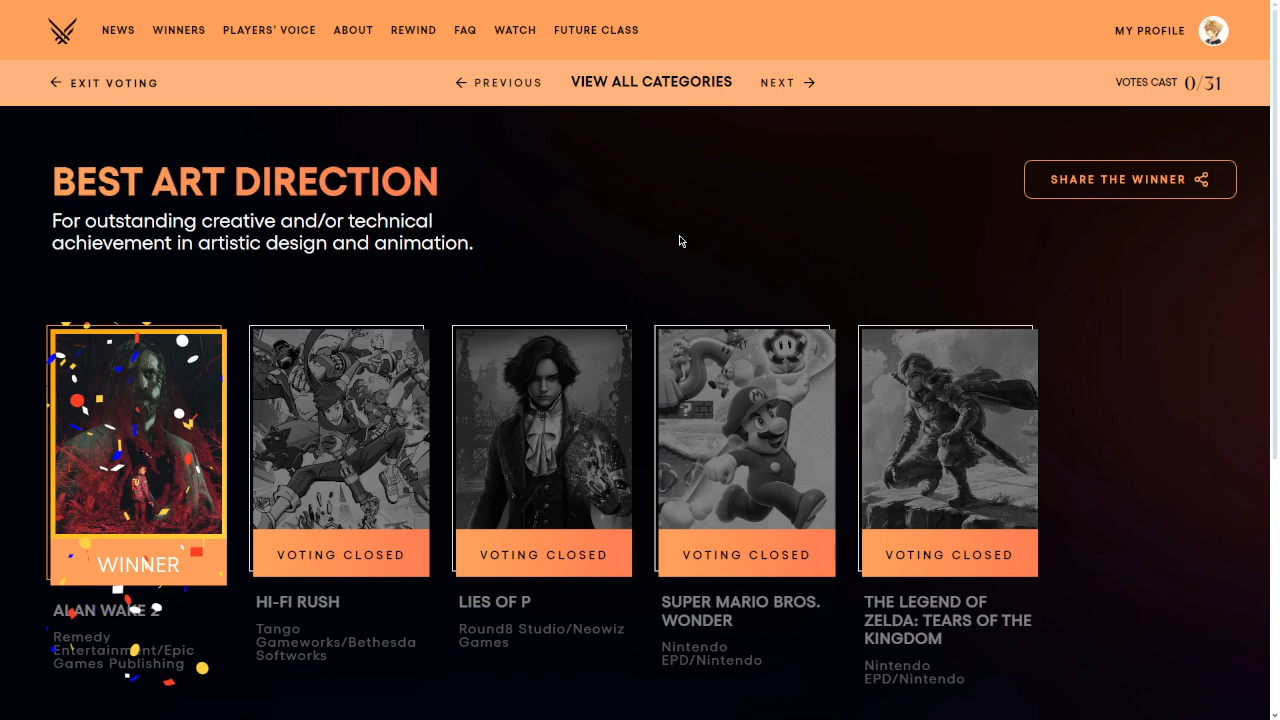 NEWS WINNERS PLAYERS' VOICE ABOUT REWIND FAQ WATCH FUTURE CLASS MY PROFILE
EXIT VOTING PREVIOUS VIEW ALL CATEGORIES NEXT VOTES CAST 0/31
BEST ART DIRECTION
For outstanding creative and/or technical
achievement in artistic design and animation.
SHARE THE WINNER
WINNER
ALAN WAKE 2
Remedy
Entertainment/Epic
Games Publishing
VOTING CLOSED
HI-FI RUSH
Tango
Gameworks/Bethesda
Softworks
VOTING CLOSED
LIES OF P
Round8 Studio/Neowiz
Games
VOTING CLOSED
SUPER MARIO BROS.
WONDER
Nintendo
EPD/Nintendo
VOTING CLOSED
THE LEGEND OF
ZELDA: TEARS OF THE
KINGDOM
Nintendo
EPD/Nintendo